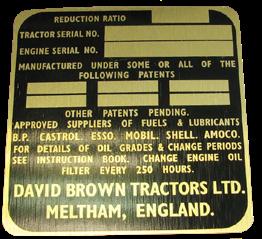 REDUCTION RATIO
TRACTOR SERIAL NO.
ENGINE SERIAL NO.
MANUFACTURED UNDER SOME OR ALL OF THE
FOLLOWING PATENTS
OTHER PATENTS PENDING.
APPROVED SUPPLIERS OF FUELS & LUBRICANTS
B.P. CASTROL. ESSO. MOBIL. SHELL. AMOCO.
FOR DETAILS OF OIL GRADES & CHANGE PERIODS
SEE INSTRUCTION BOOK. CHANGE ENGINE OIL
FILTER EVERY 250 HOURS.
DAVID BROWN TRACTORS LTD.
MELTHAM, ENGLAND.